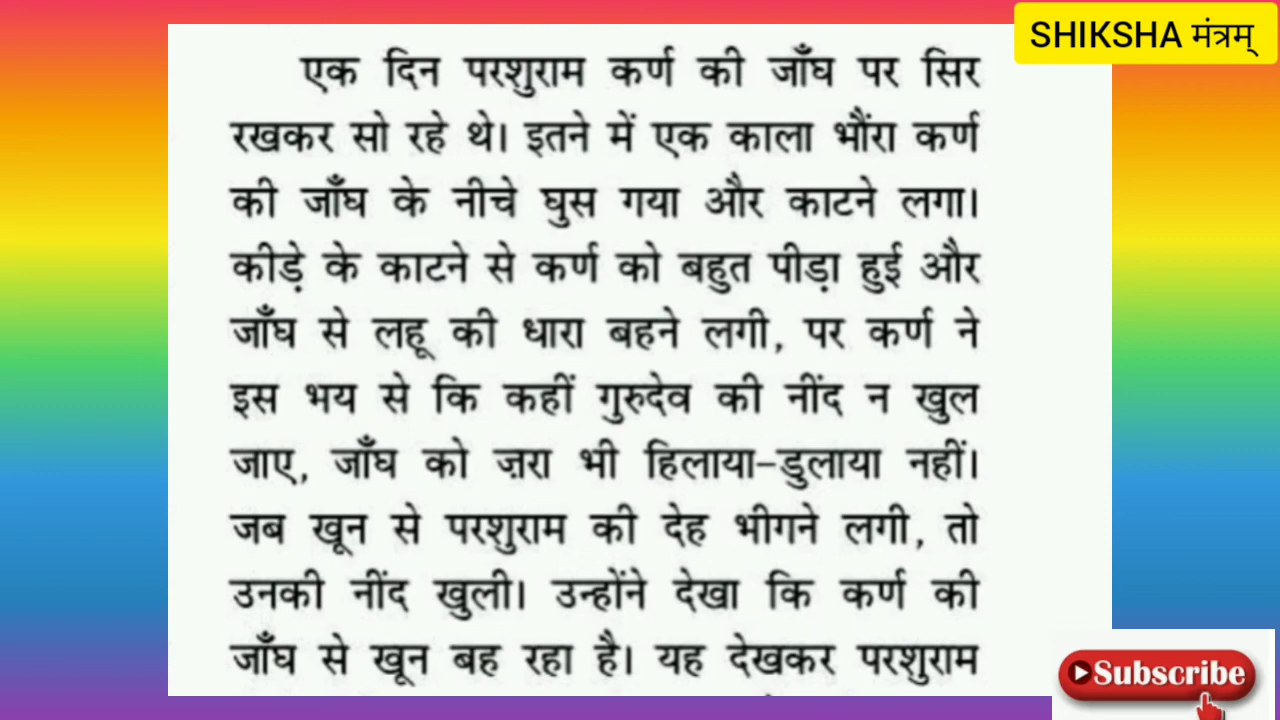 SHIKSHA मंत्रम्
एक दिन परशुराम कर्ण की जाँघ पर सिर
रखकर सो रहे थे। इतने में एक काला भौंरा कर्ण
की जाँघ के नीचे घुस गया और काटने लगा।
कीड़े के काटने से कर्ण को बहुत पीड़ा हुई और
जाँघ से लहू की धारा बहने लगी, पर कर्ण ने
इस भय से कि कहीं गुरुदेव की नींद न खुल
जाए, जाँघ को ज़रा भी हिलाया-डुलाया नहीं।
जब खून से परशुराम की देह भीगने लगी, तो
उनकी नींद खुली। उन्होंने देखा कि कर्ण की
जाँघ से खून बह रहा है। यह देखकर परशुराम
Subscribe